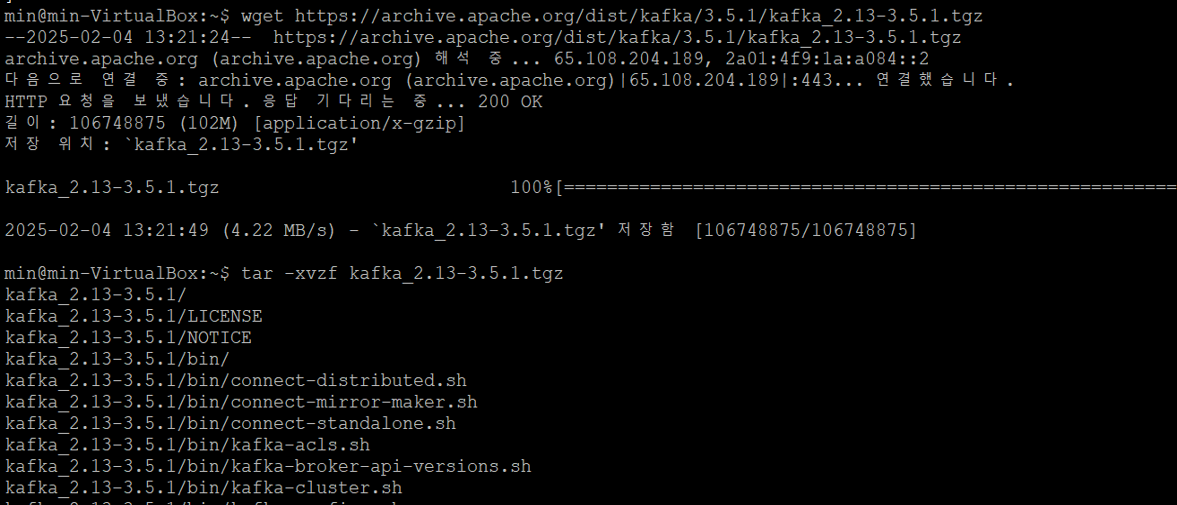 min@min-VirtualBox:~$ wget https://archive.apache.org/dist/kafka/3.5.1/kafka_2.13-3.5.1.tgz
--2025-02-04 13:21:24--  https://archive.apache.org/dist/kafka/3.5.1/kafka_2.13-3.5.1.tgz
archive.apache.org (archive.apache.org) 해석 중... 65.108.204.189, 2a01:4f9:1a:a084::2
다음으로 연결 중: archive.apache.org (archive.apache.org)|65.108.204.189|:443... 연결했습니다.
HTTP 요청을 보냈습니다. 응답 기다리는 중... 200 OK
길이: 106748875 (102M) [application/x-gzip]
저장 위치: `kafka_2.13-3.5.1.tgz'
kafka_2.13-3.5.1.tgz 100%[=========================================================
2025-02-04 13:21:49 (4.22 MB/s) - `kafka_2.13-3.5.1.tgz' 저장함 [106748875/106748875]
min@min-VirtualBox:~$ tar -xvzf kafka_2.13-3.5.1.tgz
kafka_2.13-3.5.1/
kafka_2.13-3.5.1/LICENSE
kafka_2.13-3.5.1/NOTICE
kafka_2.13-3.5.1/bin/
kafka_2.13-3.5.1/bin/connect-distributed.sh
kafka_2.13-3.5.1/bin/connect-mirror-maker.sh
kafka_2.13-3.5.1/bin/connect-standalone.sh
kafka_2.13-3.5.1/bin/kafka-acls.sh
kafka_2.13-3.5.1/bin/kafka-broker-api-versions.sh
kafka_2.13-3.5.1/bin/kafka-cluster.sh